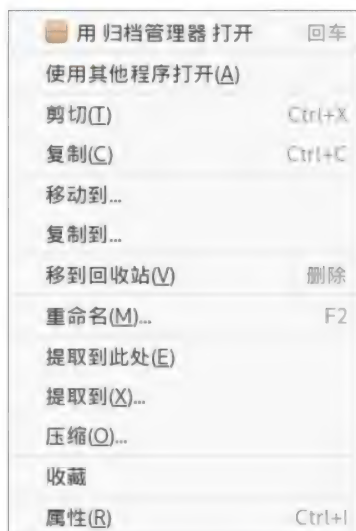 用 归档管理器 打开 回车
使用其他程序打开(A)
剪切(T) Ctrl+X
复制(C) Ctrl+C
移动到...
复制到...
移到回收站(V) 删除
重命名(M)... F2
提取到此处(E)
提取到(X)...
压缩(O)...
收藏
属性(R) Ctrl+I